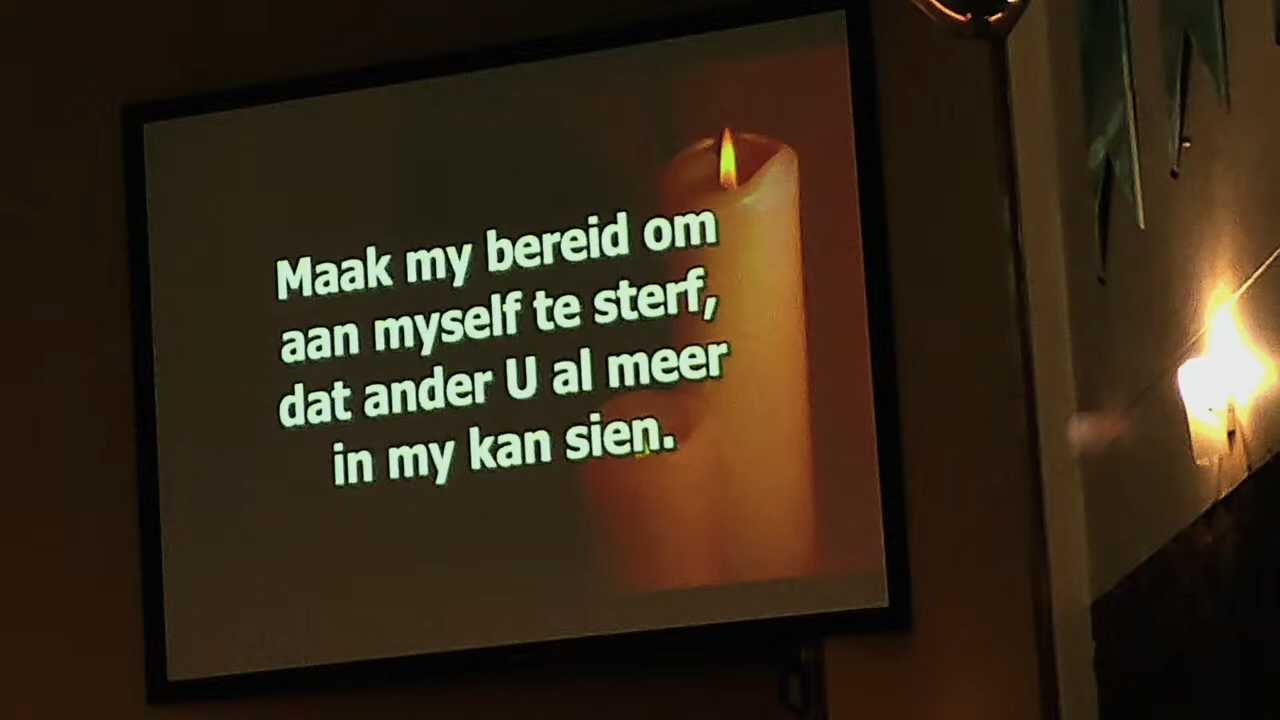 Maak my bereid om
aan myself te sterf,
dat ander U al meer
in my kan sien.